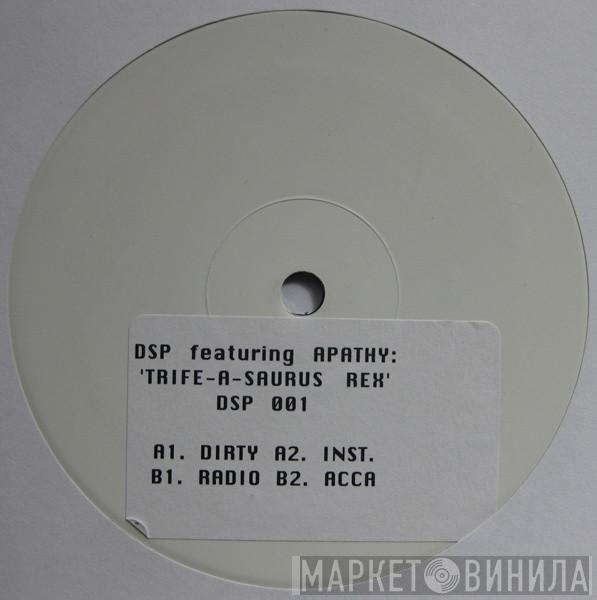 DSP featuring APATHY:
'TRIFE-A-SAURUS REX'
DSP 001
A1. DIRTY A2. INST.
B1. RADIO B2. ACCA
МАРКЕТ ВИНИЛА